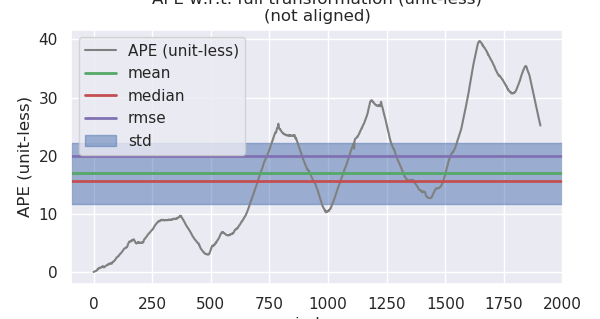 APE w.r.t. full transformation (unit-less)
(not aligned)
APE (unit-less)
40
30
20
10
0
APE (unit-less)
mean
median
rmse
std
0
250
500
750
1000
1250
1500
1750
2000